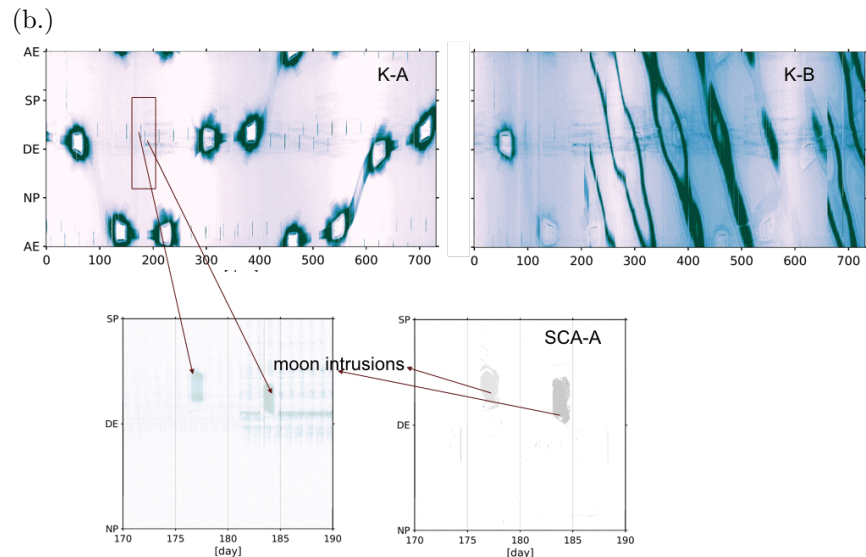 (b.)
AE
SP
DE
NP
AE
K-A
0 100 200 300 400 500 600 700
K-B
0 100 200 300 400 500 600 700
SP
DE
NP
170 175 180 185 190
[day]
moon intrusions
SCA-A
SP
DE
NP
170 175 180 185 190
[day]